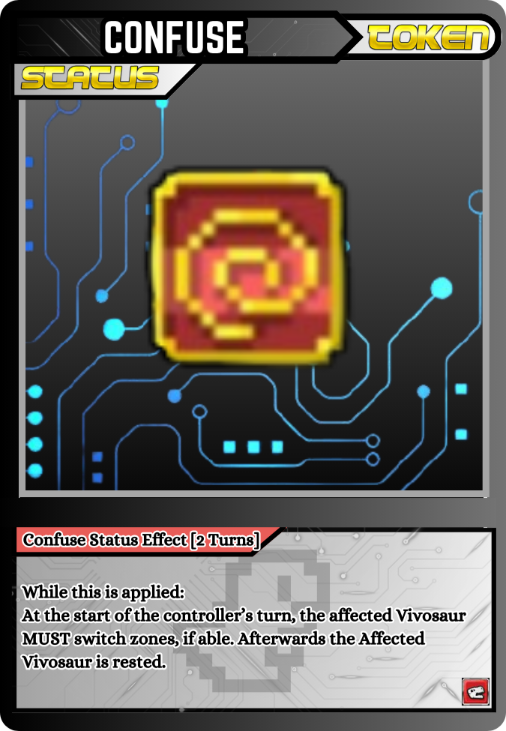 CONFUSE
TOKEN
STATUS
Confuse Status Effect [2 Turns]
While this is applied:
At the start of the controller's turn, the affected Vivosaur
MUST switch zones, if able. Afterwards the Affected
Vivosaur is rested.